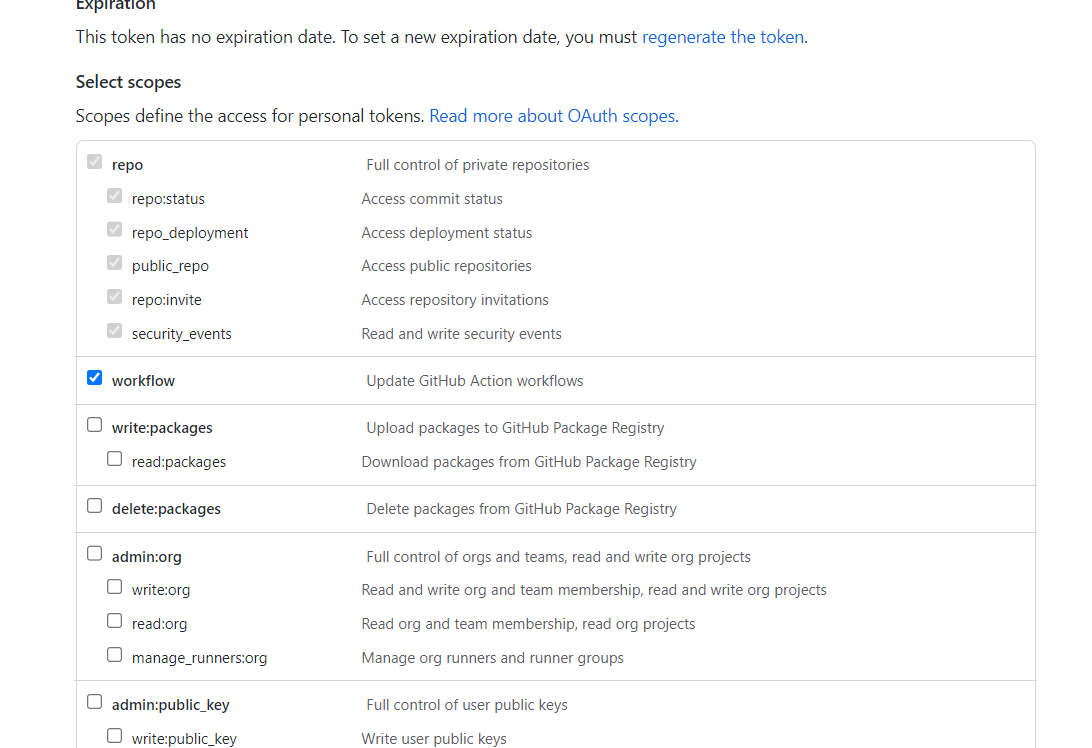 Expiration
This token has no expiration date. To set a new expiration date, you must regenerate the token.
Select scopes
Scopes define the access for personal tokens. Read more about OAuth scopes.
repo Full control of private repositories
repo:status Access commit status
repo_deployment Access deployment status
public_repo Access public repositories
repo:invite Access repository invitations
security_events Read and write security events
workflow Update GitHub Action workflows
write:packages Upload packages to GitHub Package Registry
read:packages Download packages from GitHub Package Registry
delete:packages Delete packages from GitHub Package Registry
admin:org Full control of orgs and teams, read and write org projects
write:org Read and write org and team membership, read and write org projects
read:org Read org and team membership, read org projects
manage_runners:org Manage org runners and runner groups
admin:public_key Full control of user public keys
write:public_key Write user public keys